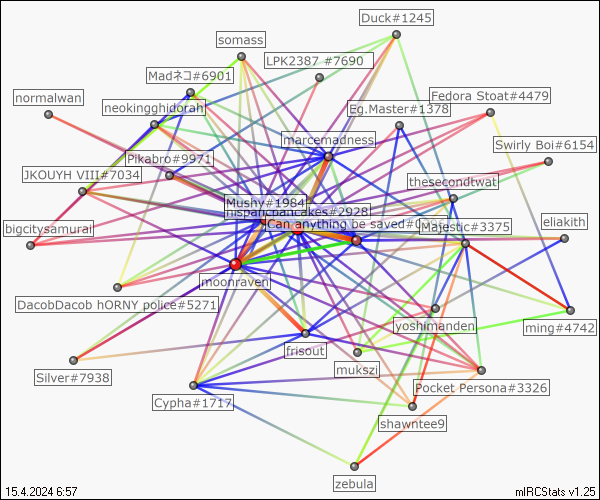 Duck#1245
somass
LPK2387 #7690
Madネコ#6901
Fedora Stoat#4479
normalwan
neokingghidorah
Eg.Master#1378
marcemadness
Swirly Boi#6154
Pikabro#9971
JKOUYH VIII#7034
thesecondtwat
Mushy#1984
hispanicpancakes#2928
Can anything be saved#0
Majestic#3375
eliakith
bigcitysamurai
moonraven
DacobDacob hORNY police#5271
yoshimanden
ming#4742
frisout
mukszi
Silver#7938
Pocket Persona#3326
Cypha#1717
shawntee9
zebula
15.4.2024 6:57
mIRCStats v1.25